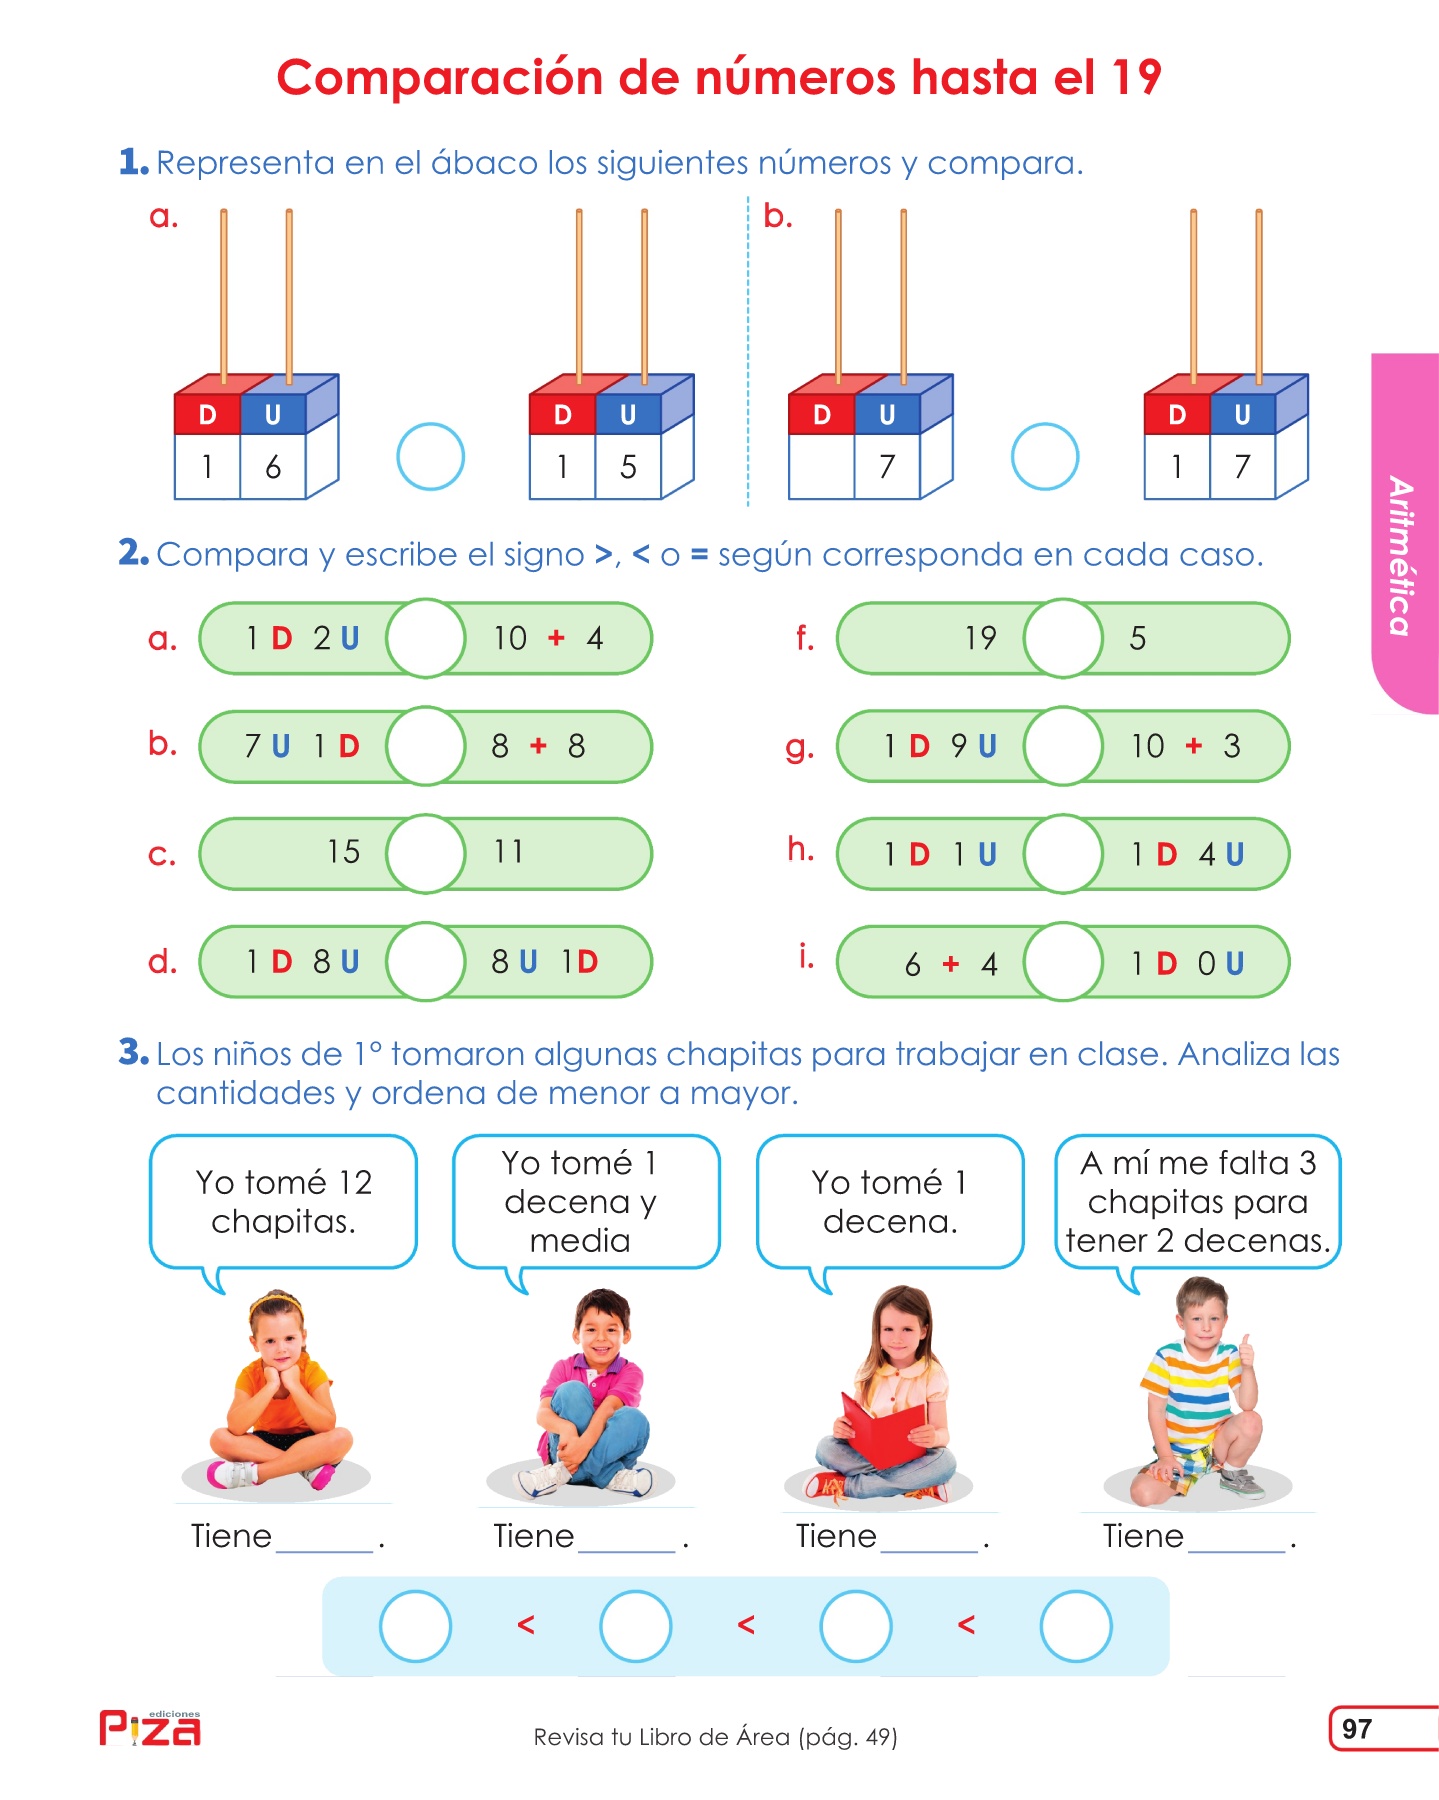 Comparación de números hasta el 19
1. Representa en el ábaco los siguientes números y compara.
a.
D U
1 6
D U
1 5
b.
D U
7
D U
1 7
2. Compara y escribe el signo >, < o = según corresponda en cada caso.
a. 1 D 2 U 10 + 4
b. 7 U 1 D 8 + 8
c. 15 11
d. 1 D 8 U 8 U 1D
f. 19 5
g. 1 D 9 U 10 + 3
h. 1 D 1 U 1 D 4 U
i. 6 + 4 1 D 0 U
Aritmética
3. Los niños de 1° tomaron algunas chapitas para trabajar en clase. Analiza las
cantidades y ordena de menor a mayor.
Yo tomé 12
chapitas.
Yo tomé 1
decena y
media
Yo tomé 1
decena.
A mí me falta 3
chapitas para
tener 2 decenas.
Tiene______.
Tiene______.
Tiene______.
Tiene______.
< < <
Piza ediciones
Revisa tu Libro de Área (pág. 49)
97